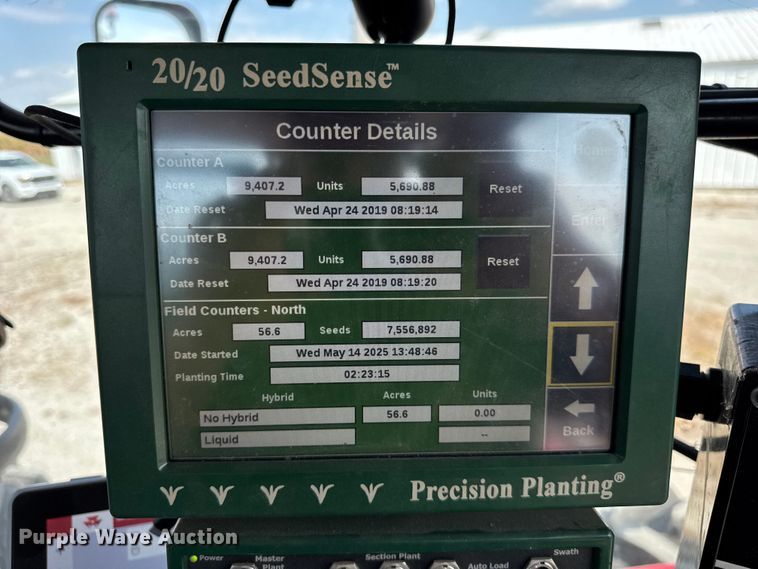 20/20 SeedSense™
Counter Details
Home
Counter A
Acres 9,407.2 Units 5,690.88 Reset
Date Reset Wed Apr 24 2019 08:19:14
Enter
Counter B
Acres 9,407.2 Units 5,690.88 Reset
Date Reset Wed Apr 24 2019 08:19:20
Field Counters - North
Acres 56.6 Seeds 7,556,892
Date Started Wed May 14 2025 13:48:46
Planting Time 02:23:15
Hybrid Acres Units
No Hybrid 56.6 0.00
Liquid --
Back
Precision Planting®
Purple Wave Auction
Power Master Plant Section Plant Auto Load Swath